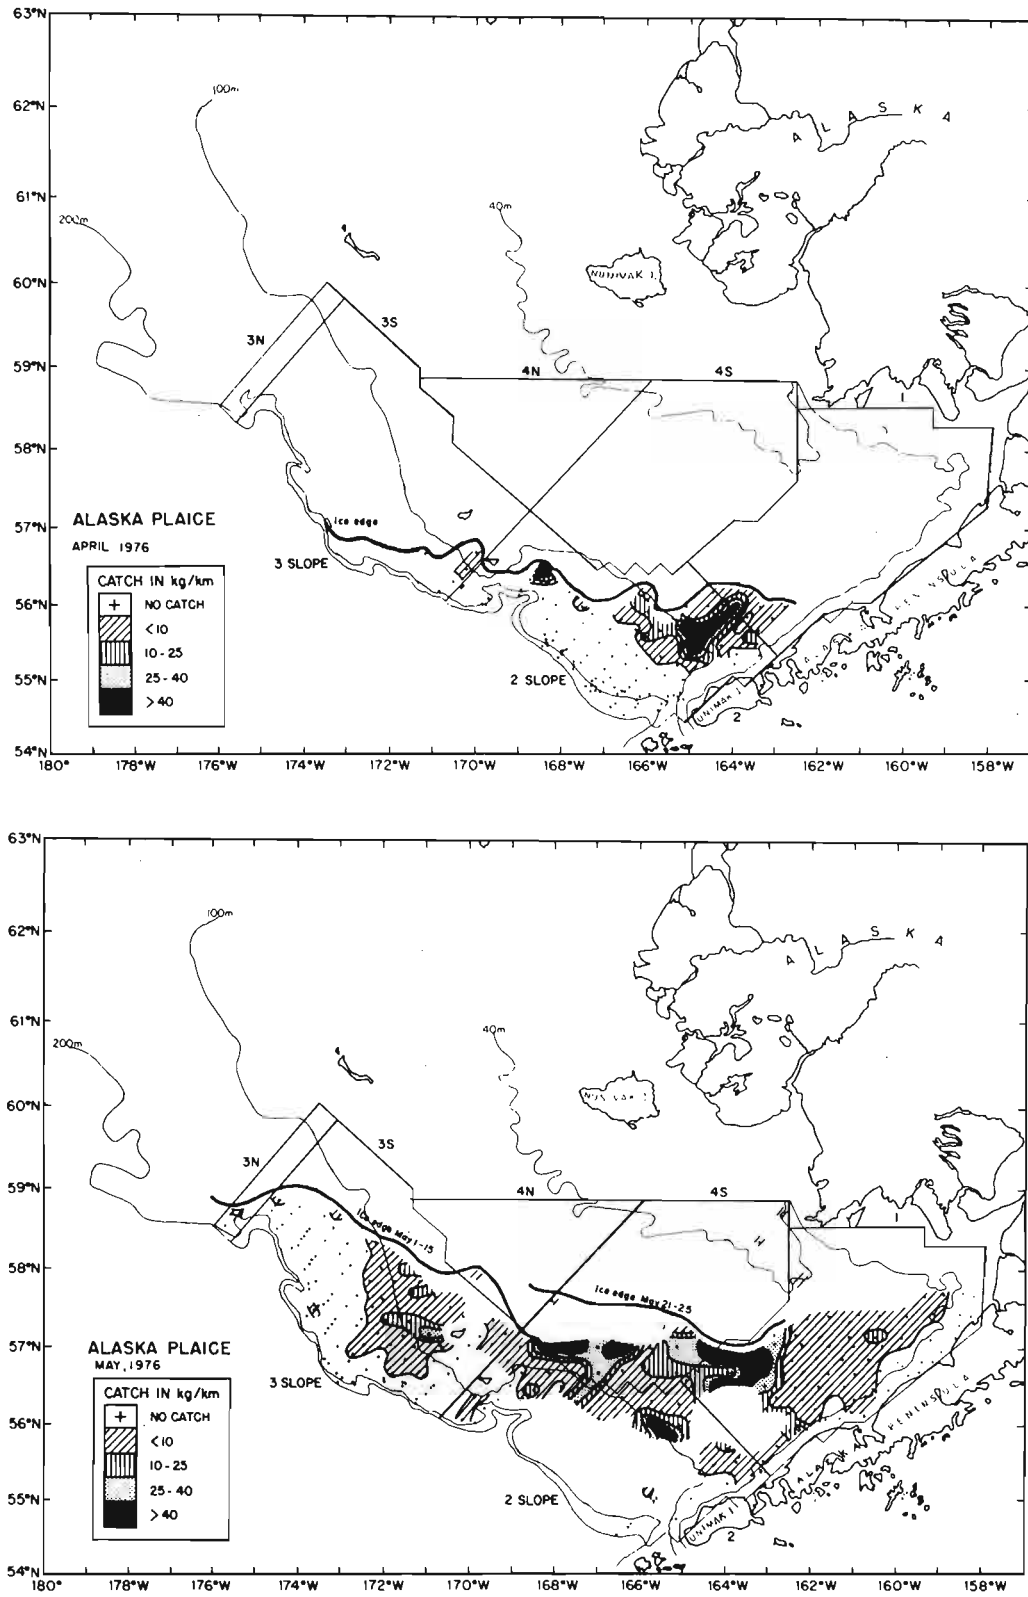 63°N
62°N
61°N
60°N
59°N
58°N
57°N
56°N
55°N
54°N
100m
200m
40m
A L A S K A
NUNIVAK I.
3N
3S
4N
4S
1
Ice edge
ALASKA PLAICE
APRIL 1976
3 SLOPE
CATCH IN kg/km
+ NO CATCH
<10
10-25
25-40
>40
2 SLOPE
UNIMAK I.
2
PENINSULA
180° 178°W 176°W 174°W 172°W 170°W 168°W 166°W 164°W 162°W 160°W 158°W
63°N
62°N
61°N
60°N
59°N
58°N
57°N
56°N
55°N
54°N
100m
200m
40m
A L A S K A
3N
3S
4N
4S
1
Ice edge May 1-15
Ice edge May 21-25
ALASKA PLAICE
MAY, 1976
3 SLOPE
CATCH IN kg/km
+ NO CATCH
<10
10-25
25-40
>40
2 SLOPE
UNIMAK I.
2
ALASKA PENINSULA
180° 178°W 176°W 174°W 172°W 170°W 168°W 166°W 164°W 162°W 160°W 158°W